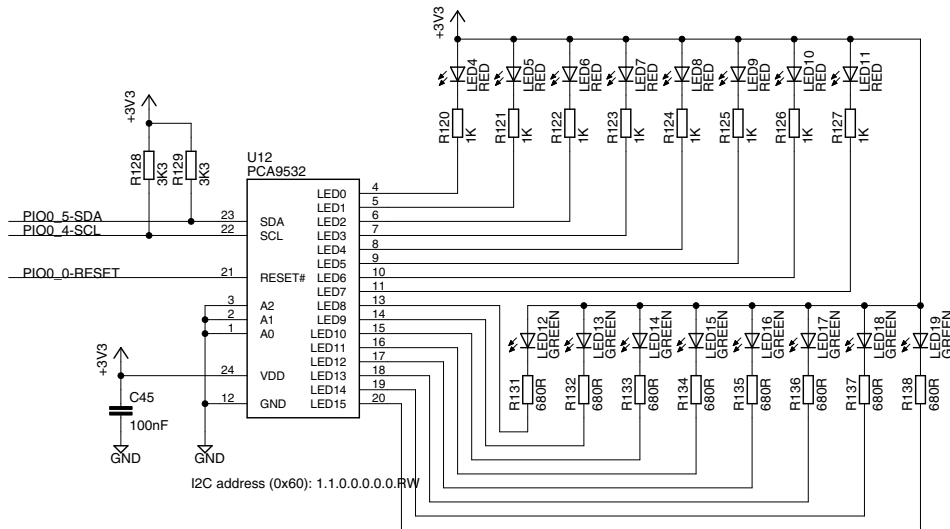 +3V3
LED4 RED
LED5 RED
LED6 RED
LED7 RED
LED8 RED
LED9 RED
LED10 RED
LED11 RED
R120 1K
R121 1K
R122 1K
R123 1K
R124 1K
R125 1K
R126 1K
R127 1K
+3V3
R128 3K3
R129 3K3
U12
PCA9532
PIO0_5-SDA 23 SDA
PIO0_4-SCL 22 SCL
PIO0_0-RESET 21 RESET#
3 A2
2 A1
1 A0
+3V3
24 VDD
12 GND
C45
100nF
GND
GND
LED0 4
LED1 5
LED2 6
LED3 7
LED4 8
LED5 9
LED6 10
LED7 11
LED8 13
LED9 14
LED10 15
LED11 16
LED12 17
LED13 18
LED14 19
LED15 20
LED12 GREEN
LED13 GREEN
LED14 GREEN
LED15 GREEN
LED16 GREEN
LED17 GREEN
LED18 GREEN
LED19 GREEN
R131 680R
R132 680R
R133 680R
R134 680R
R135 680R
R136 680R
R137 680R
R138 680R
I2C address (0x60): 1.1.0.0.0.0.0.RW